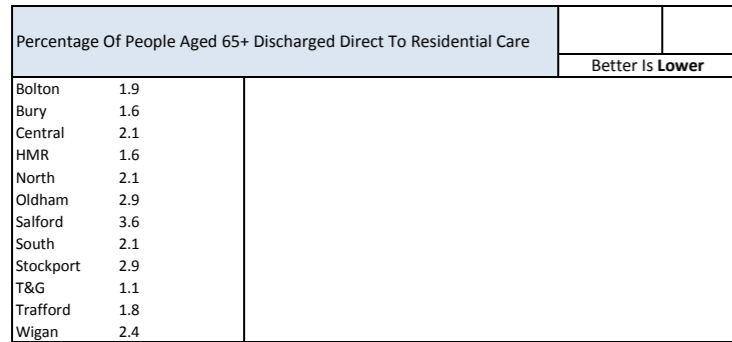 Percentage Of People Aged 65+ Discharged Direct To Residential Care
Better Is Lower
Bolton 1.9
Bury 1.6
Central 2.1
HMR 1.6
North 2.1
Oldham 2.9
Salford 3.6
South 2.1
Stockport 2.9
T&G 1.1
Trafford 1.8
Wigan 2.4